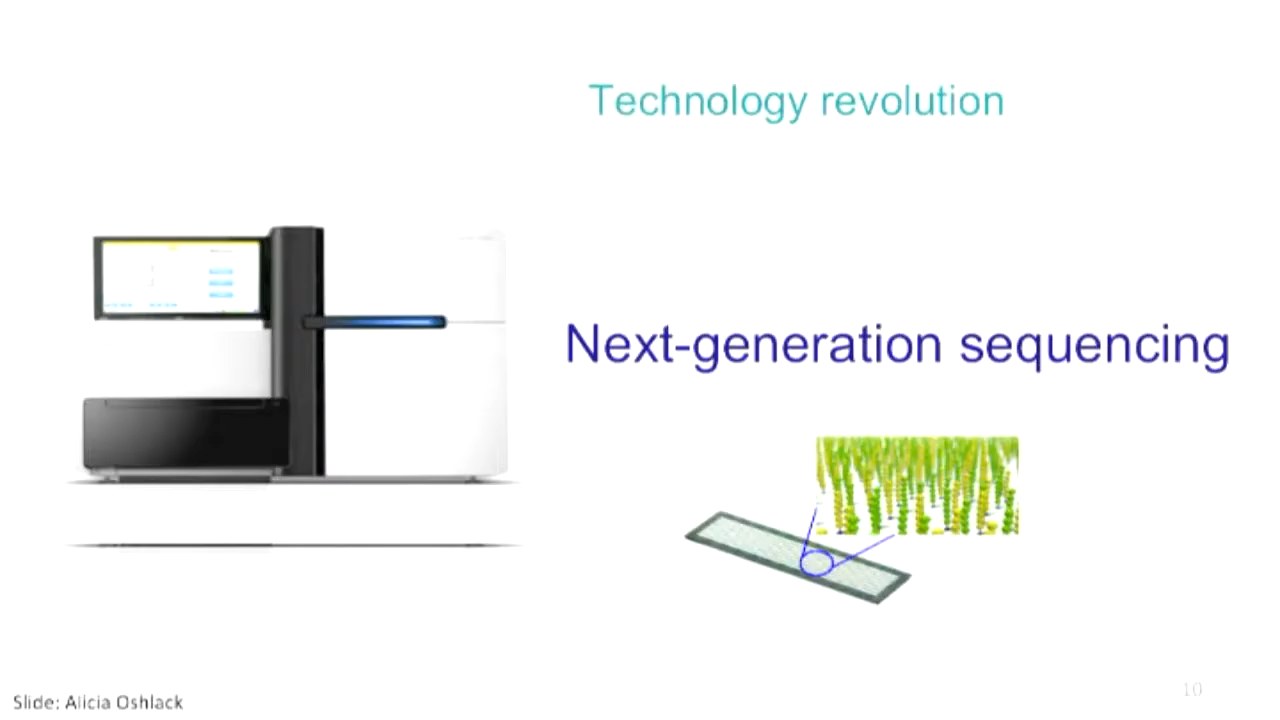 Technology revolution
Next-generation sequencing
Slide: Alicia Oshlack
10